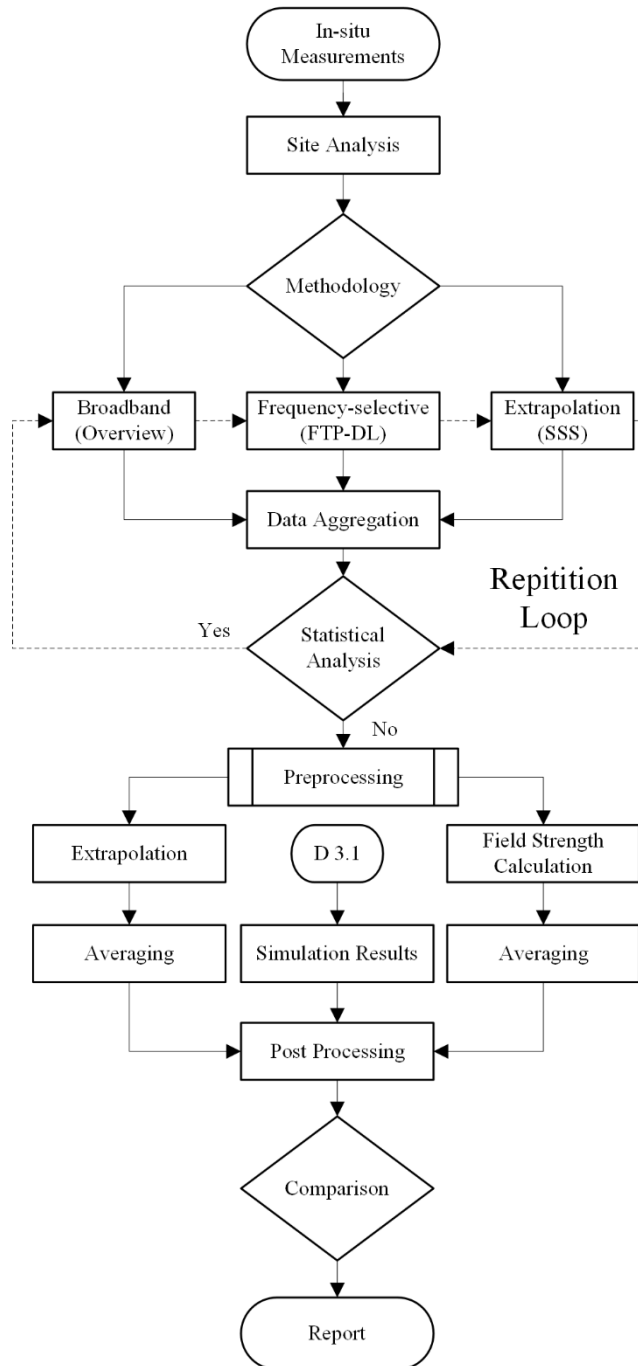 In-situ
Measurements
Site Analysis
Methodology
Broadband
(Overview)
Frequency-selective
(FTP-DL)
Extrapolation
(SSS)
Data Aggregation
Repitition
Loop
Yes
Statistical
Analysis
No
Preprocessing
Extrapolation
D 3.1
Field Strength
Calculation
Averaging
Simulation Results
Averaging
Post Processing
Comparison
Report